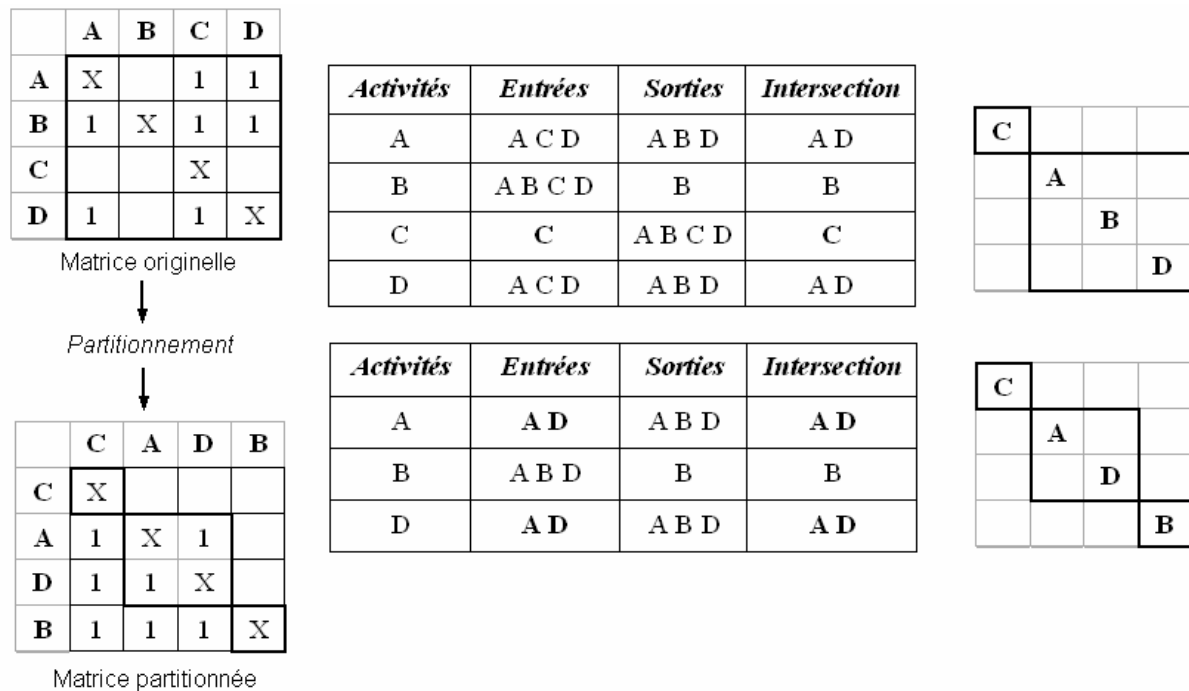 A B C D
A X 1 1
B 1 X 1 1
C X
D 1 1 X
Matrice originelle
Partitionnement
C A D B
C X
A 1 X 1
D 1 1 X
B 1 1 1 X
Matrice partitionnée
Activités Entrées Sorties Intersection
A A C D A B D A D
B A B C D B B
C C A B C D C
D A C D A B D A D
Activités Entrées Sorties Intersection
A A D A B D A D
B A B D B B
D A D A B D A D
C
A
B
D
C
A
D
B